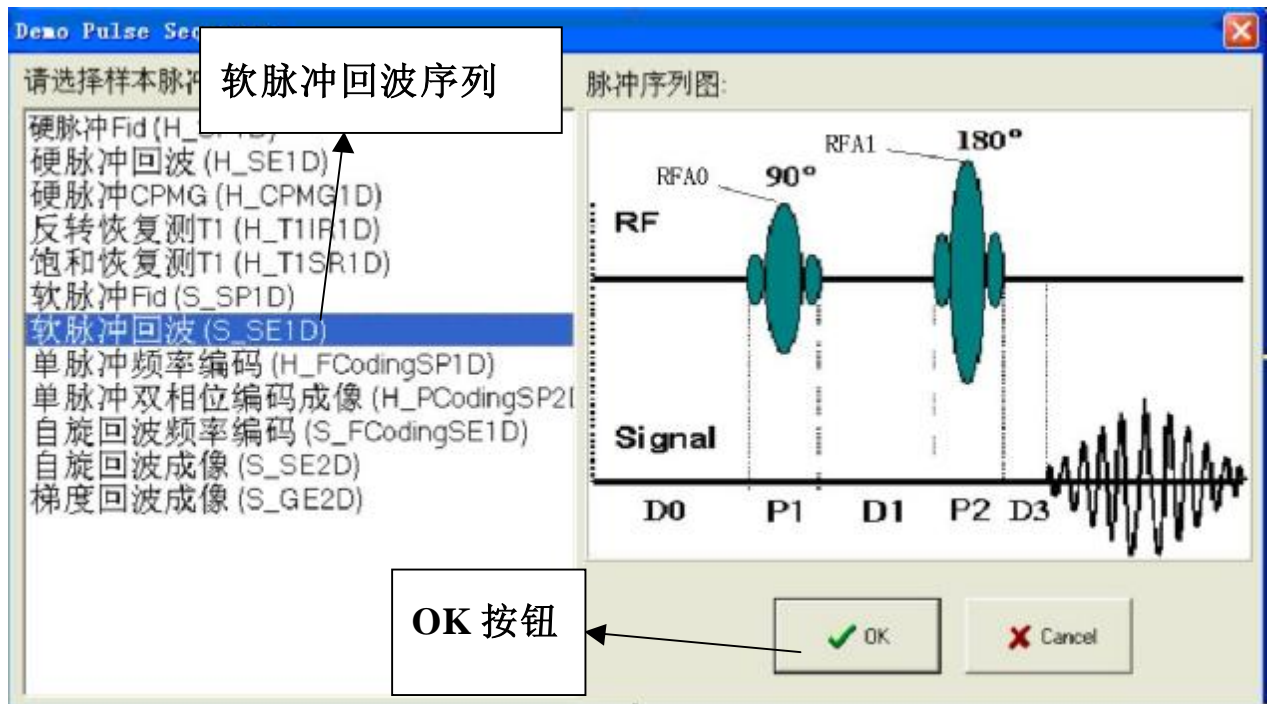 Demo Pulse Se
软脉冲回波序列
请选择样本脉
硬脉冲Fid (H_
硬脉冲回波 (H_SE1D)
硬脉冲CPMG (H_CPMG1D)
反转恢复测T1 (H_T1IR1D)
饱和恢复测T1 (H_T1SR1D)
软脉冲Fid (S_SP1D)
软脉冲回波 (S_SE1D)
单脉冲频率编码 (H_FCodingSP1D)
单脉冲双相位编码成像 (H_PCodingSP2
自旋回波频率编码 (S_FCodingSE1D)
自旋回波成像 (S_SE2D)
梯度回波成像 (S_GE2D)
脉冲序列图:
RFA0 90° RFA1 180°
RF
Signal
D0 P1 D1 P2 D3
OK 按钮
OK Cancel